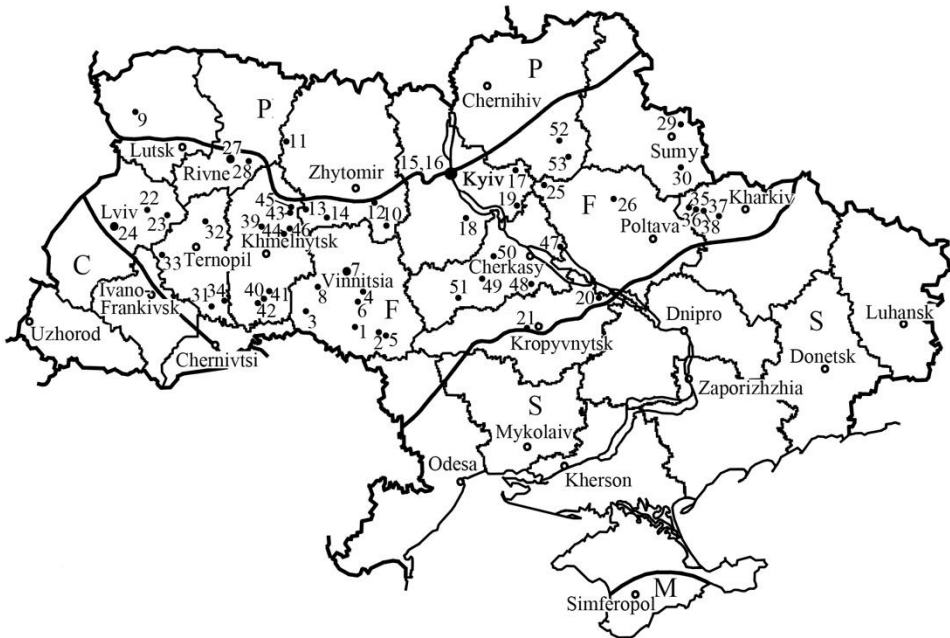 P
Chernihiv
P
9
11
52
29
Lutsk
27
Sumy
53
Rivne
28
Zhytomir
15,16
Kyiv
17
30
25
22
45
13
14
12
10
19
F
26
35
37
Kharkiv
Lviv
23
32
39
43
46
44
18
36
38
24
Khmelnytsk
Poltava
33
Ternopil
50
47
C
7
Cherkasy
Vinnitsia
Ivano-
Frankivsk
31
34
40
41
42
8
4
6
F
51
49
48
20
Uzhorod
3
1
2
5
21
Dnipro
S
Luhansk
Chernivtsi
Kropyvnytsk
Donetsk
S
Zaporizhzhia
Mykolaiv
Odesa
Kherson
M
Simferopol